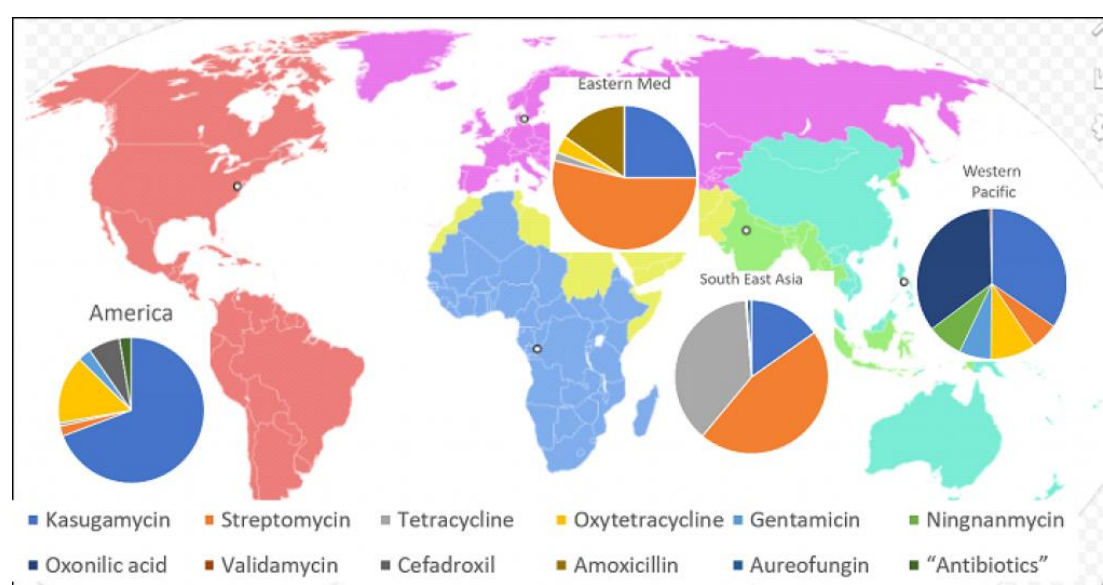 Eastern Med
Western
Pacific
South East Asia
America
Kasugamycin Streptomycin Tetracycline Oxytetracycline Gentamicin Ningnanmycin
Oxonilic acid Validamycin Cefadroxil Amoxicillin Aureofungin “Antibiotics”